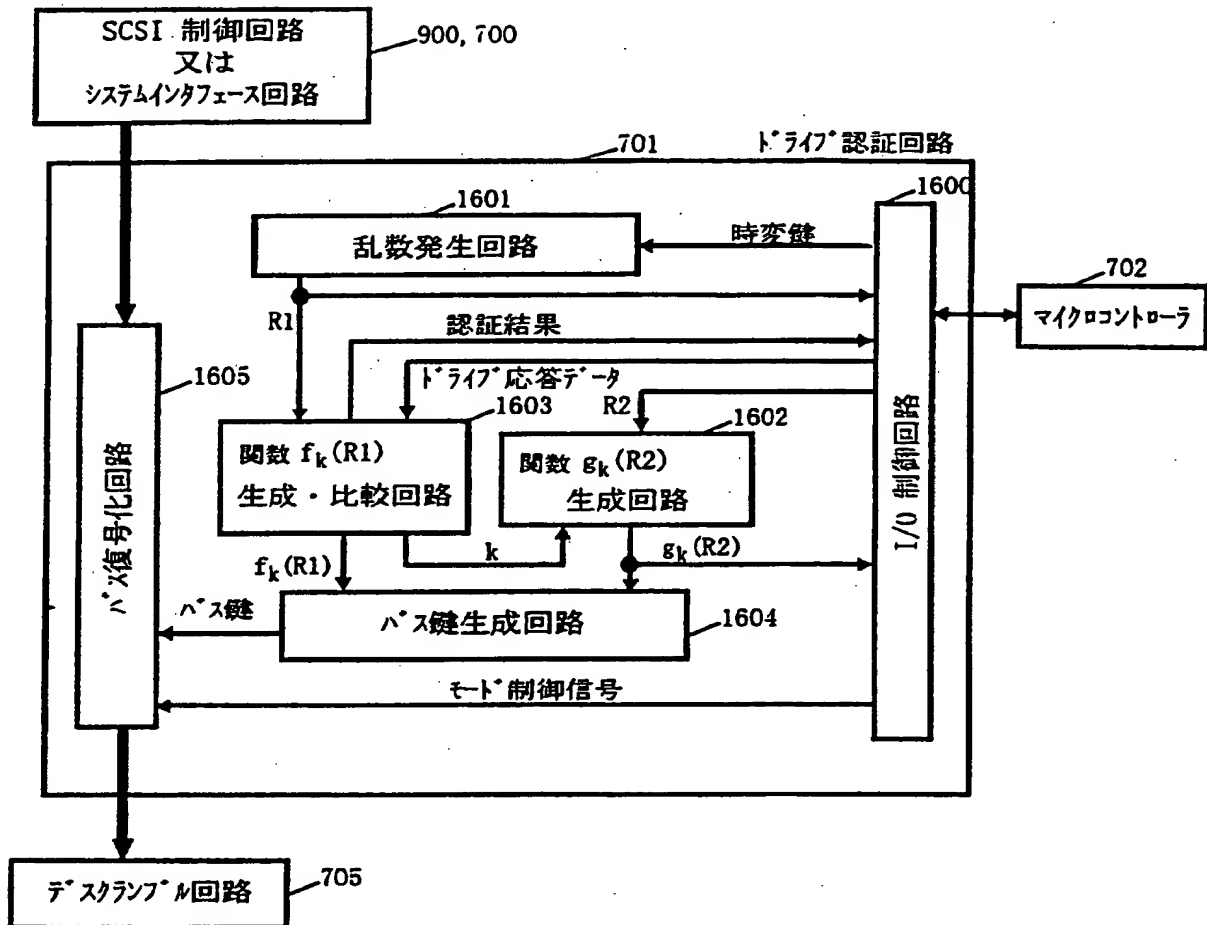 SCSI 制御回路
又は
システムインタフェース回路
900, 700
701
ドライブ認証回路
1600
1601
乱数発生回路
時変鍵
702
マイクロコントローラ
R1
認証結果
1605
ドライブ応答データ
1603
R2
1602
関数 fk(R1)
生成・比較回路
関数 gk(R2)
生成回路
バス復号化回路
I/O 制御回路
fk(R1)
k
gk(R2)
バス鍵
バス鍵生成回路
1604
モード制御信号
デスクランブル回路
705